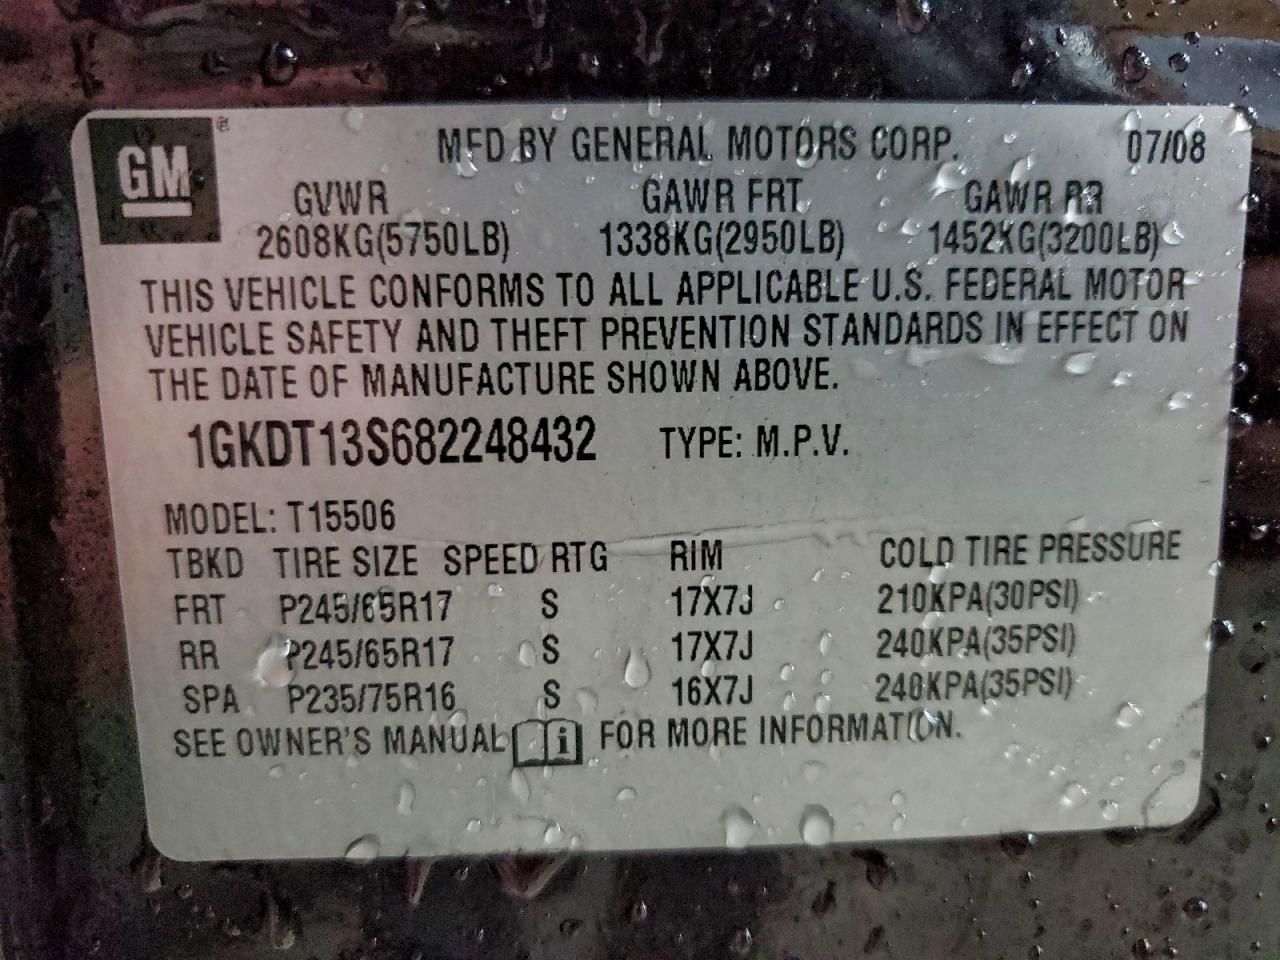 GM ®
MFD BY GENERAL MOTORS CORP. 07/08
GVWR GAWR FRT GAWR RR
2608KG(5750LB) 1338KG(2950LB) 1452KG(3200LB)
THIS VEHICLE CONFORMS TO ALL APPLICABLE U.S. FEDERAL MOTOR
VEHICLE SAFETY AND THEFT PREVENTION STANDARDS IN EFFECT ON
THE DATE OF MANUFACTURE SHOWN ABOVE.
1GKDT13S682248432 TYPE: M.P.V.
MODEL: T15506
TBKD TIRE SIZE SPEED RTG RIM COLD TIRE PRESSURE
FRT P245/65R17 S 17X7J 210KPA(30PSI)
RR P245/65R17 S 17X7J 240KPA(35PSI)
SPA P235/75R16 S 16X7J 240KPA(35PSI)
SEE OWNER'S MANUAL i FOR MORE INFORMATION.